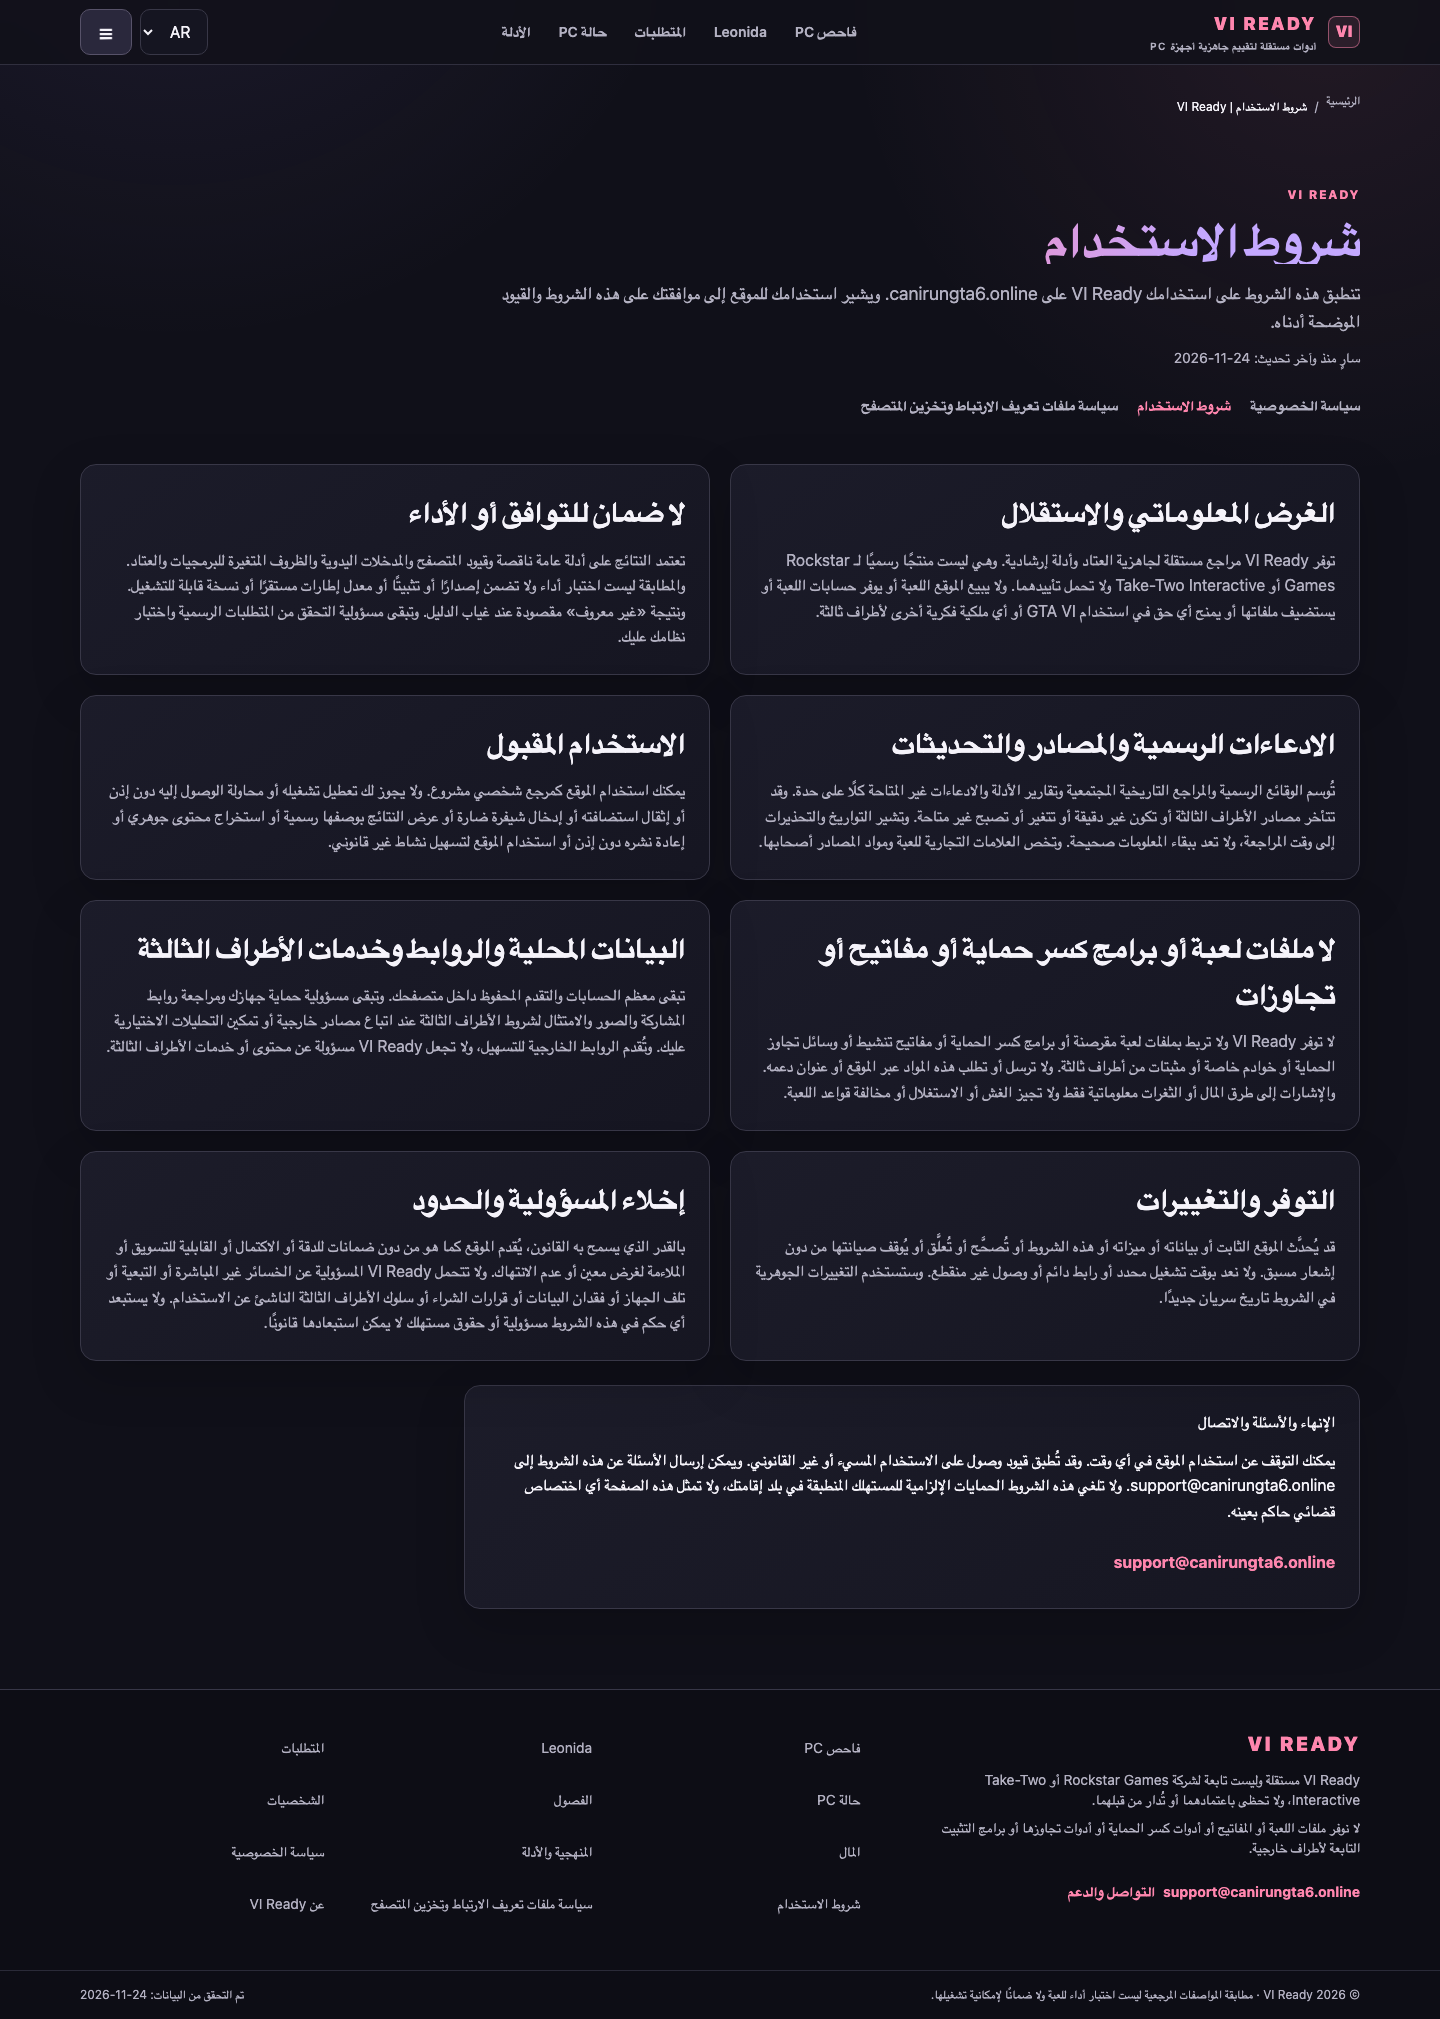 VI
VI READY
أدوات مستقلة لتقييم جاهزية أجهزة PC
فاحص PC
Leonida
المتطلبات
حالة PC
الأدلة
AR
الرئيسية / شروط الاستخدام | VI Ready
VI READY
شروط الاستخدام
تنطبق هذه الشروط على استخدامك VI Ready على canirungta6.online. ويشير استخدامك للموقع إلى موافقتك على هذه الشروط والقيود
الموضحة أدناه.
سارٍ منذ وآخر تحديث: 24-11-2026
سياسة الخصوصية
شروط الاستخدام
سياسة ملفات تعريف الارتباط وتخزين المتصفح
الغرض المعلوماتي والاستقلال
توفر VI Ready مراجع مستقلة لجاهزية العتاد وأدلة إرشادية. وهي ليست منتجًا رسميًا لـ Rockstar
Games أو Take-Two Interactive ولا تحمل تأييدهما. ولا يبيع الموقع اللعبة أو يوفر حسابات اللعبة أو
يستضيف ملفاتها أو يمنح أي حق في استخدام GTA VI أو أي ملكية فكرية أخرى لأطراف ثالثة.
لا ضمان للتوافق أو الأداء
تعتمد النتائج على أدلة عامة ناقصة وقيود المتصفح والمدخلات اليدوية والظروف المتغيرة للبرمجيات والعتاد.
والمطابقة ليست اختبار أداء ولا تضمن إصدارًا أو تثبيتًا أو معدل إطارات مستقرًا أو نسخة قابلة للتشغيل.
ونتيجة «غير معروف» مقصودة عند غياب الدليل. وتبقى مسؤولية التحقق من المتطلبات الرسمية واختبار
نظامك عليك.
الادعاءات الرسمية والمصادر والتحديثات
تُوسم الوقائع الرسمية والمراجع التاريخية المجتمعية وتقارير الأدلة والادعاءات غير المتاحة كلًا على حدة. وقد
تتأخر مصادر الأطراف الثالثة أو تكون غير دقيقة أو تتغير أو تصبح غير متاحة. وتشير التواريخ والتحذيرات
إلى وقت المراجعة، ولا تعد ببقاء المعلومات صحيحة. وتخص العلامات التجارية للعبة ومواد المصادر أصحابها.
الاستخدام المقبول
يمكنك استخدام الموقع كمرجع شخصي مشروع. ولا يجوز لك تعطيل تشغيله أو محاولة الوصول إليه دون إذن
أو إثقال استضافته أو إدخال شيفرة ضارة أو عرض النتائج بوصفها رسمية أو استخراج محتوى جوهري أو
إعادة نشره دون إذن أو استخدام الموقع لتسهيل نشاط غير قانوني.
لا ملفات لعبة أو برامج كسر حماية أو مفاتيح أو
تجاوزات
لا توفر VI Ready ولا تربط بملفات لعبة مقرصنة أو برامج كسر الحماية أو مفاتيح تنشيط أو وسائل تجاوز
الحماية أو خوادم خاصة أو مثبتات من أطراف ثالثة. ولا ترسل أو تطلب هذه المواد عبر الموقع أو عنوان دعمه.
والإشارات إلى طرق المال أو الثغرات معلوماتية فقط ولا تجيز الغش أو الاستغلال أو مخالفة قواعد اللعبة.
البيانات المحلية والروابط وخدمات الأطراف الثالثة
تبقى معظم الحسابات والتقدم المحفوظ داخل متصفحك. وتبقى مسؤولية حماية جهازك ومراجعة روابط
المشاركة والصور والامتثال لشروط الأطراف الثالثة عند اتباع مصادر خارجية أو تمكين التحليلات الاختيارية
عليك. وتُقدم الروابط الخارجية للتسهيل، ولا تجعل VI Ready مسؤولة عن محتوى أو خدمات الأطراف الثالثة.
التوفر والتغييرات
قد يُحدَّث الموقع الثابت أو بياناته أو ميزاته أو هذه الشروط أو تُصحَّح أو تُعلَّق أو يُوقف صيانتها من دون
إشعار مسبق. ولا نعد بوقت تشغيل محدد أو رابط دائم أو وصول غير منقطع. وستستخدم التغييرات الجوهرية
في الشروط تاريخ سريان جديدًا.
إخلاء المسؤولية والحدود
بالقدر الذي يسمح به القانون، يُقدم الموقع كما هو من دون ضمانات للدقة أو الاكتمال أو القابلية للتسويق أو
الملاءمة لغرض معين أو عدم الانتهاك. ولا تتحمل VI Ready المسؤولية عن الخسائر غير المباشرة أو التبعية أو
تلف الجهاز أو فقدان البيانات أو قرارات الشراء أو سلوك الأطراف الثالثة الناشئ عن الاستخدام. ولا يستبعد
أي حكم في هذه الشروط مسؤولية أو حقوق مستهلك لا يمكن استبعادها قانونًا.
الإنهاء والأسئلة والاتصال
يمكنك التوقف عن استخدام الموقع في أي وقت. وقد تُطبق قيود وصول على الاستخدام المسيء أو غير القانوني. ويمكن إرسال الأسئلة عن هذه الشروط إلى
support@canirungta6.online. ولا تلغي هذه الشروط الحمايات الإلزامية للمستهلك المنطبقة في بلد إقامتك، ولا تمثل هذه الصفحة أي اختصاص
قضائي حاكم بعينه.
support@canirungta6.online
VI READY
VI Ready مستقلة وليست تابعة لشركة Rockstar Games أو Take-Two
Interactive، ولا تحظى باعتمادهما أو تُدار من قبلهما.
لا نوفر ملفات اللعبة أو المفاتيح أو أدوات كسر الحماية أو أدوات تجاوزها أو برامج التثبيت
التابعة لأطراف خارجية.
support@canirungta6.online التواصل والدعم
فاحص PC
Leonida
المتطلبات
حالة PC
الفصول
الشخصيات
المال
المنهجية والأدلة
سياسة الخصوصية
شروط الاستخدام
سياسة ملفات تعريف الارتباط وتخزين المتصفح
عن VI Ready
© 2026 VI Ready · مطابقة المواصفات المرجعية ليست اختبار أداء للعبة ولا ضمانًا لإمكانية تشغيلها.
تم التحقق من البيانات: 24-11-2026